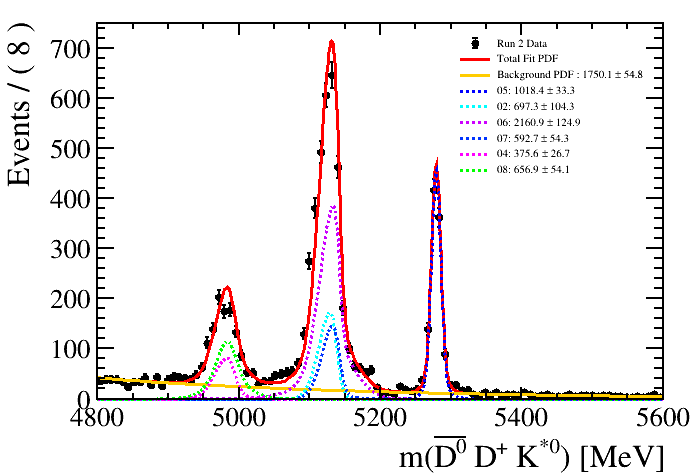 Events / ( 8 )
700
600
500
400
300
200
100
0
4800 5000 5200 5400 5600
m(D⁰ D⁺ K*⁰) [MeV]
Run 2 Data
Total Fit PDF
Background PDF : 1750.1 ± 54.8
05: 1018.4 ± 33.3
02: 697.3 ± 104.3
06: 2160.9 ± 124.9
07: 592.7 ± 54.3
04: 375.6 ± 26.7
08: 656.9 ± 54.1